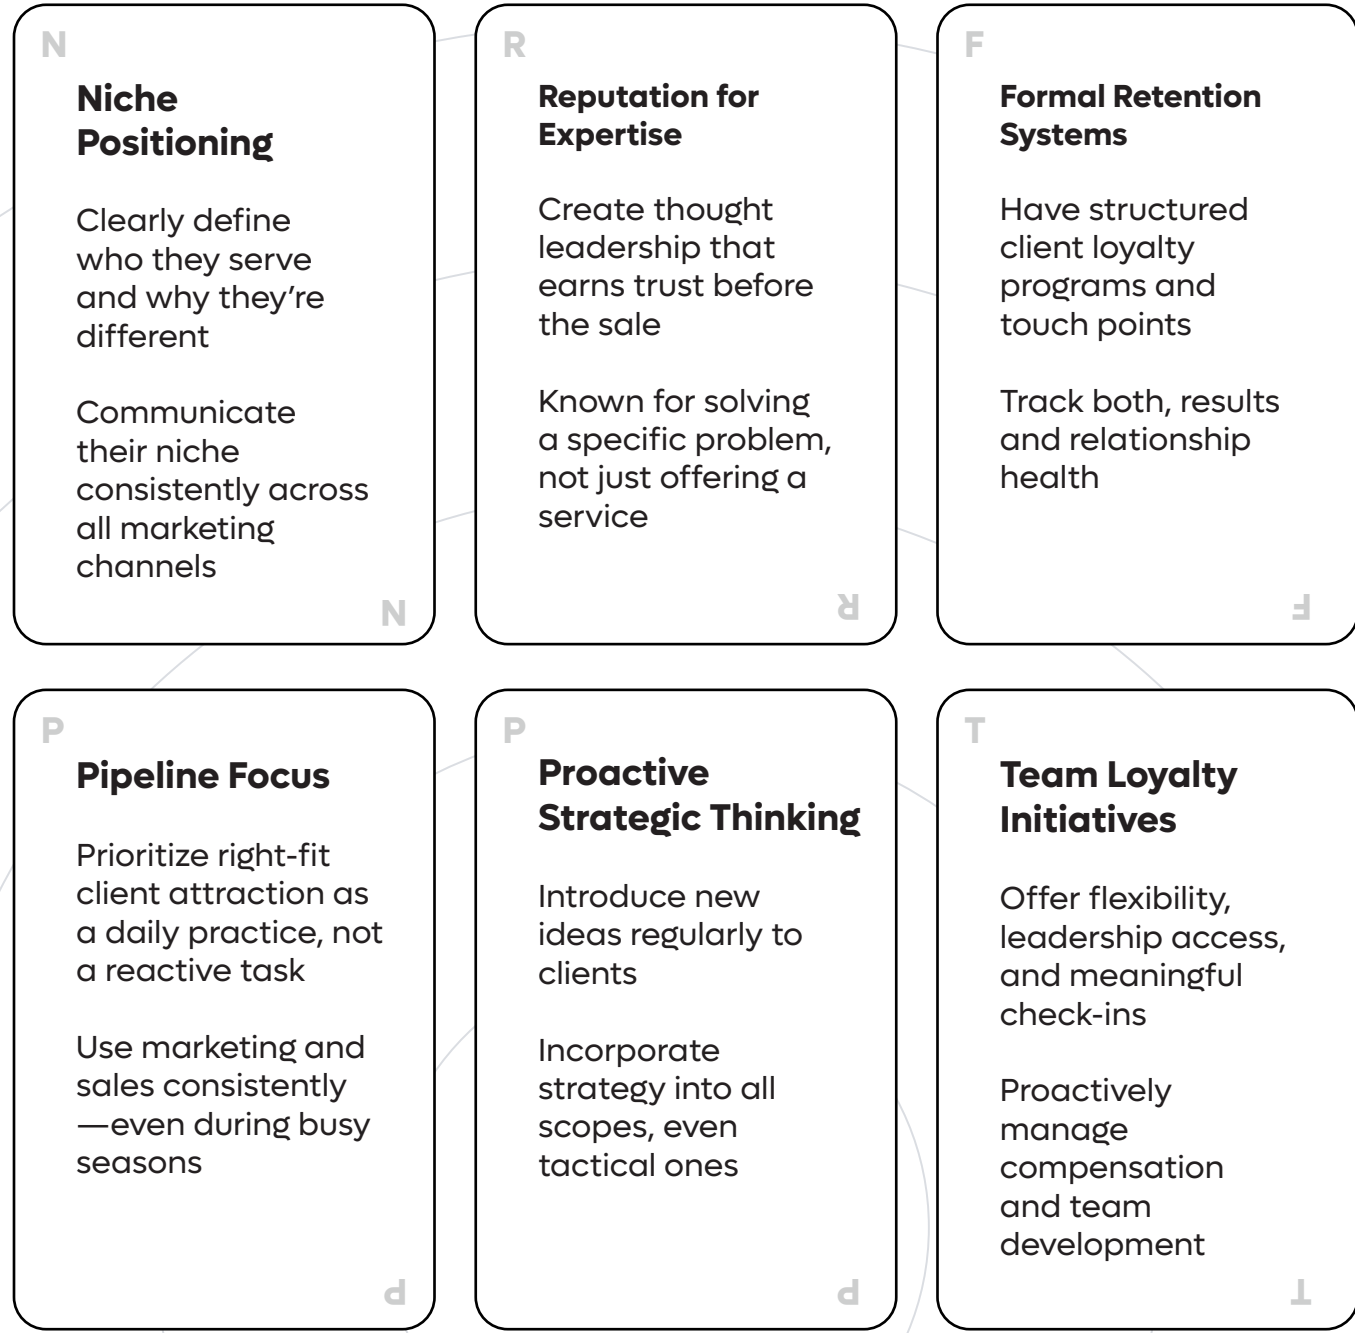 N
Niche
Positioning
Clearly define
who they serve
and why they’re
different
Communicate
their niche
consistently across
all marketing
channels
N
R
Reputation for
Expertise
Create thought
leadership that
earns trust before
the sale
Known for solving
a specific problem,
not just offering a
service
R
F
Formal Retention
Systems
Have structured
client loyalty
programs and
touch points
Track both, results
and relationship
health
F
P
Pipeline Focus
Prioritize right-fit
client attraction as
a daily practice, not
a reactive task
Use marketing and
sales consistently
—even during busy
seasons
P
P
Proactive
Strategic Thinking
Introduce new
ideas regularly to
clients
Incorporate
strategy into all
scopes, even
tactical ones
P
T
Team Loyalty
Initiatives
Offer flexibility,
leadership access,
and meaningful
check-ins
Proactively
manage
compensation
and team
development
T